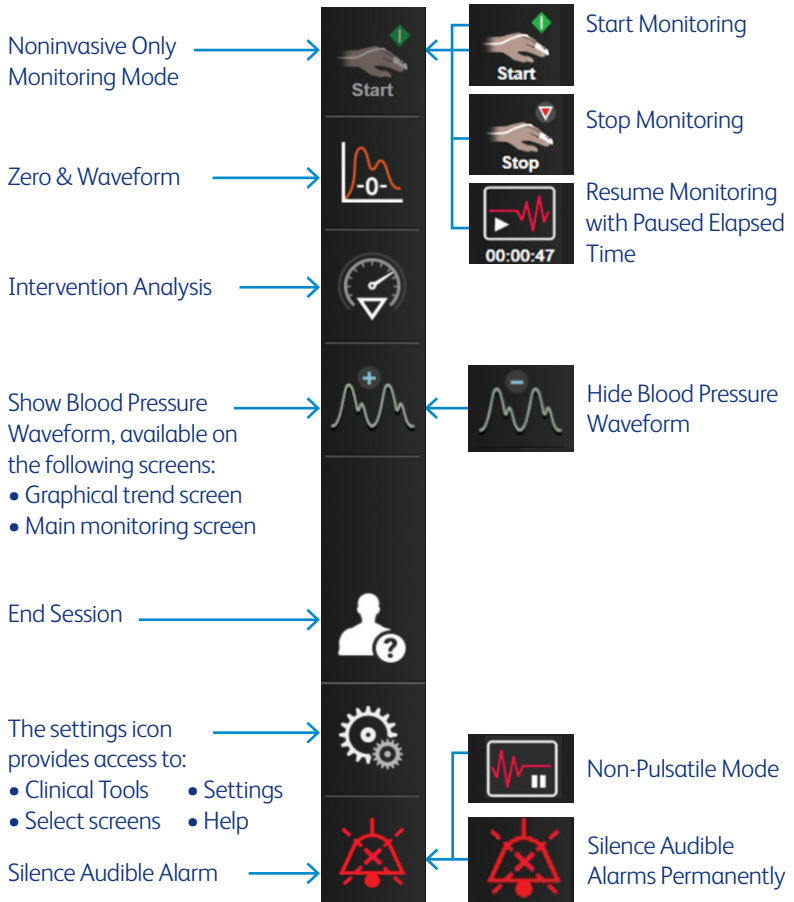 Noninvasive Only
Monitoring Mode
Start
Start
Start Monitoring
Stop
Stop Monitoring
00:00:47
Resume Monitoring
with Paused Elapsed
Time
Zero & Waveform
-0-
Intervention Analysis
Show Blood Pressure
Waveform, available on
the following screens:
• Graphical trend screen
• Main monitoring screen
+
−
Hide Blood Pressure
Waveform
End Session
?
The settings icon
provides access to:
• Clinical Tools • Settings
• Select screens • Help
Non-Pulsatile Mode
Silence Audible Alarm
Silence Audible
Alarms Permanently